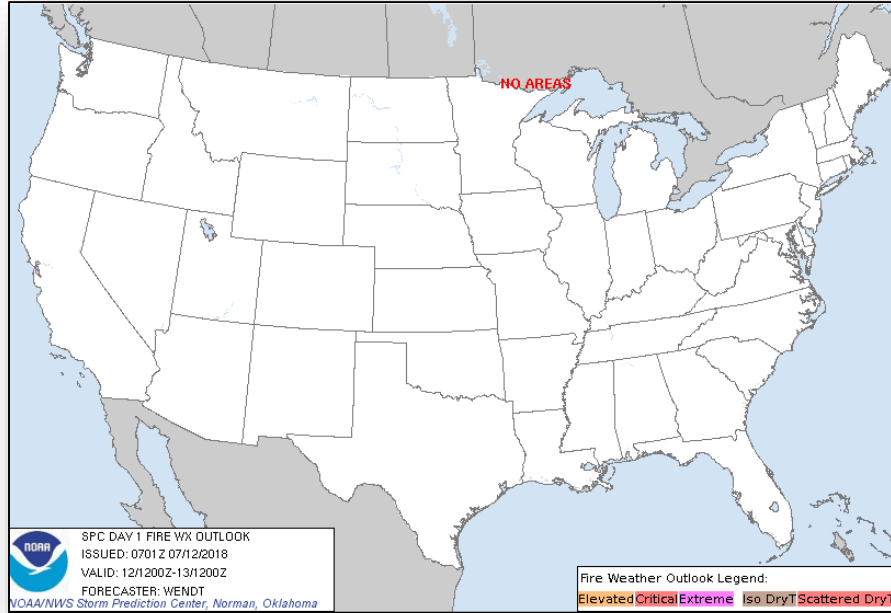 NO AREAS
SPC DAY 1 FIRE WX OUTLOOK
ISSUED: 0701Z 07/12/2018
VALID: 12/1200Z-13/1200Z
FORECASTER: WENDT
NOAA/NWS Storm Prediction Center, Norman, Oklahoma
NOAA
Fire Weather Outlook Legend:
Elevated Critical Extreme Iso DryT Scattered DryT